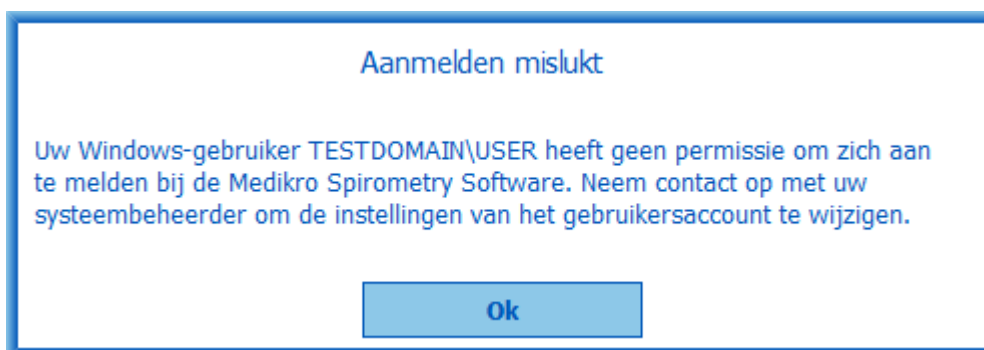 Aanmelden mislukt
Uw Windows-gebruiker TESTDOMAIN\USER heeft geen permissie om zich aan
te melden bij de Medikro Spirometry Software. Neem contact op met uw
systeembeheerder om de instellingen van het gebruikersaccount te wijzigen.
Ok